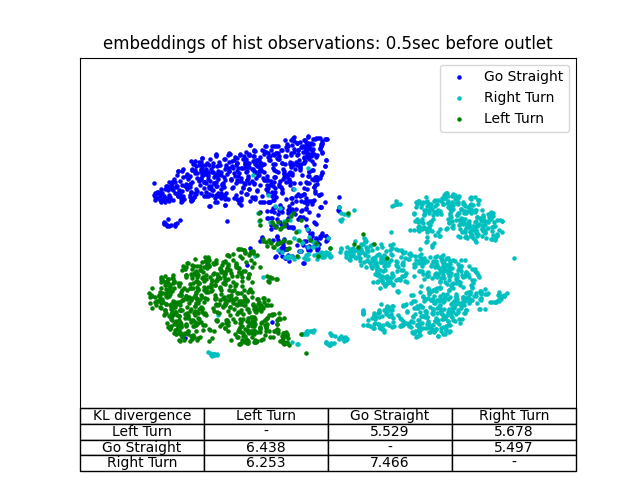 embeddings of hist observations: 0.5sec before outlet
Go Straight
Right Turn
Left Turn
KL divergence Left Turn Go Straight Right Turn
Left Turn - 5.529 5.678
Go Straight 6.438 - 5.497
Right Turn 6.253 7.466 -